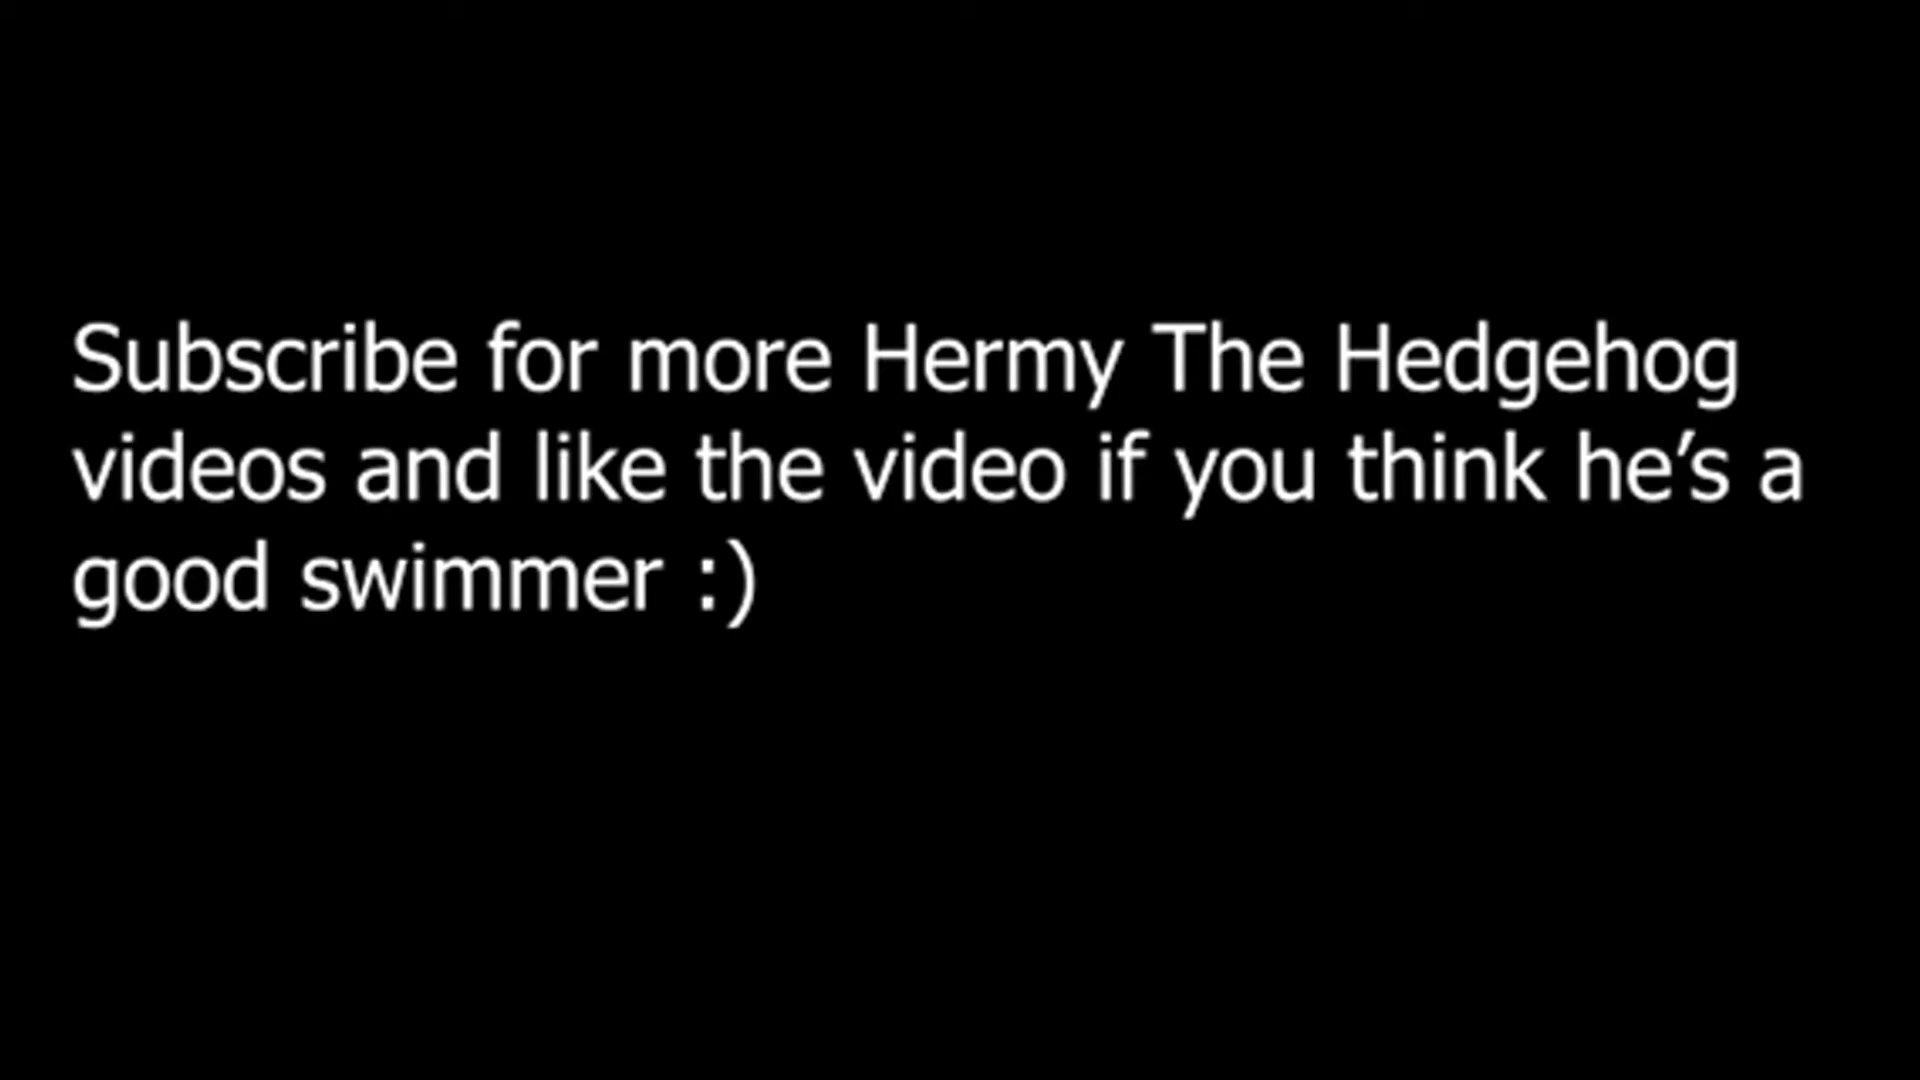 Subscribe for more Hermy The Hedgehog
videos and like the video if you think he’s a
good swimmer :)